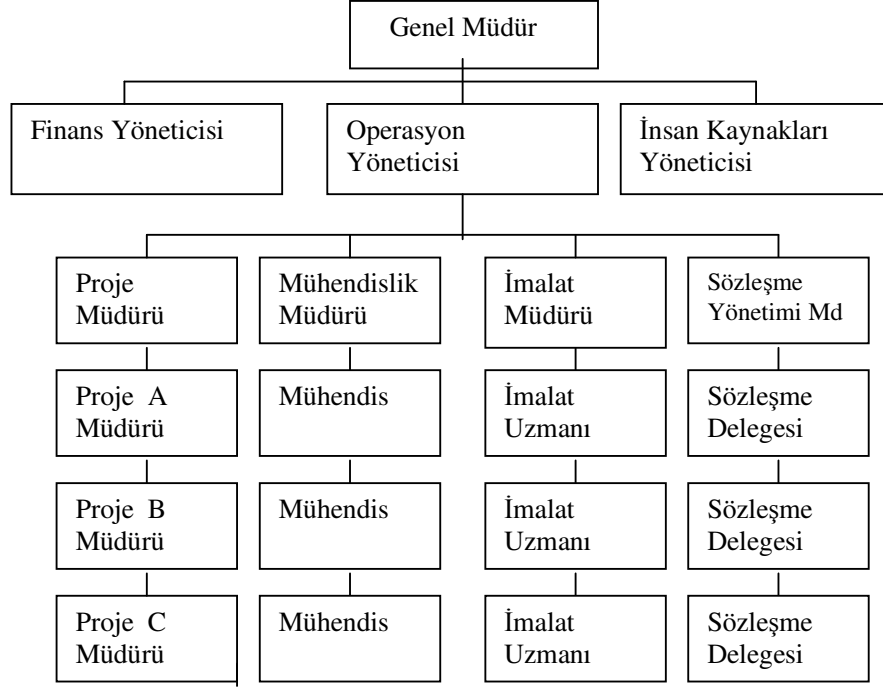 Genel Müdür
Finans Yöneticisi
Operasyon
Yöneticisi
İnsan Kaynakları
Yöneticisi
Proje
Müdürü
Mühendislik
Müdürü
İmalat
Müdürü
Sözleşme
Yönetimi Md
Proje A
Müdürü
Mühendis
İmalat
Uzmanı
Sözleşme
Delegesi
Proje B
Müdürü
Mühendis
İmalat
Uzmanı
Sözleşme
Delegesi
Proje C
Müdürü
Mühendis
İmalat
Uzmanı
Sözleşme
Delegesi